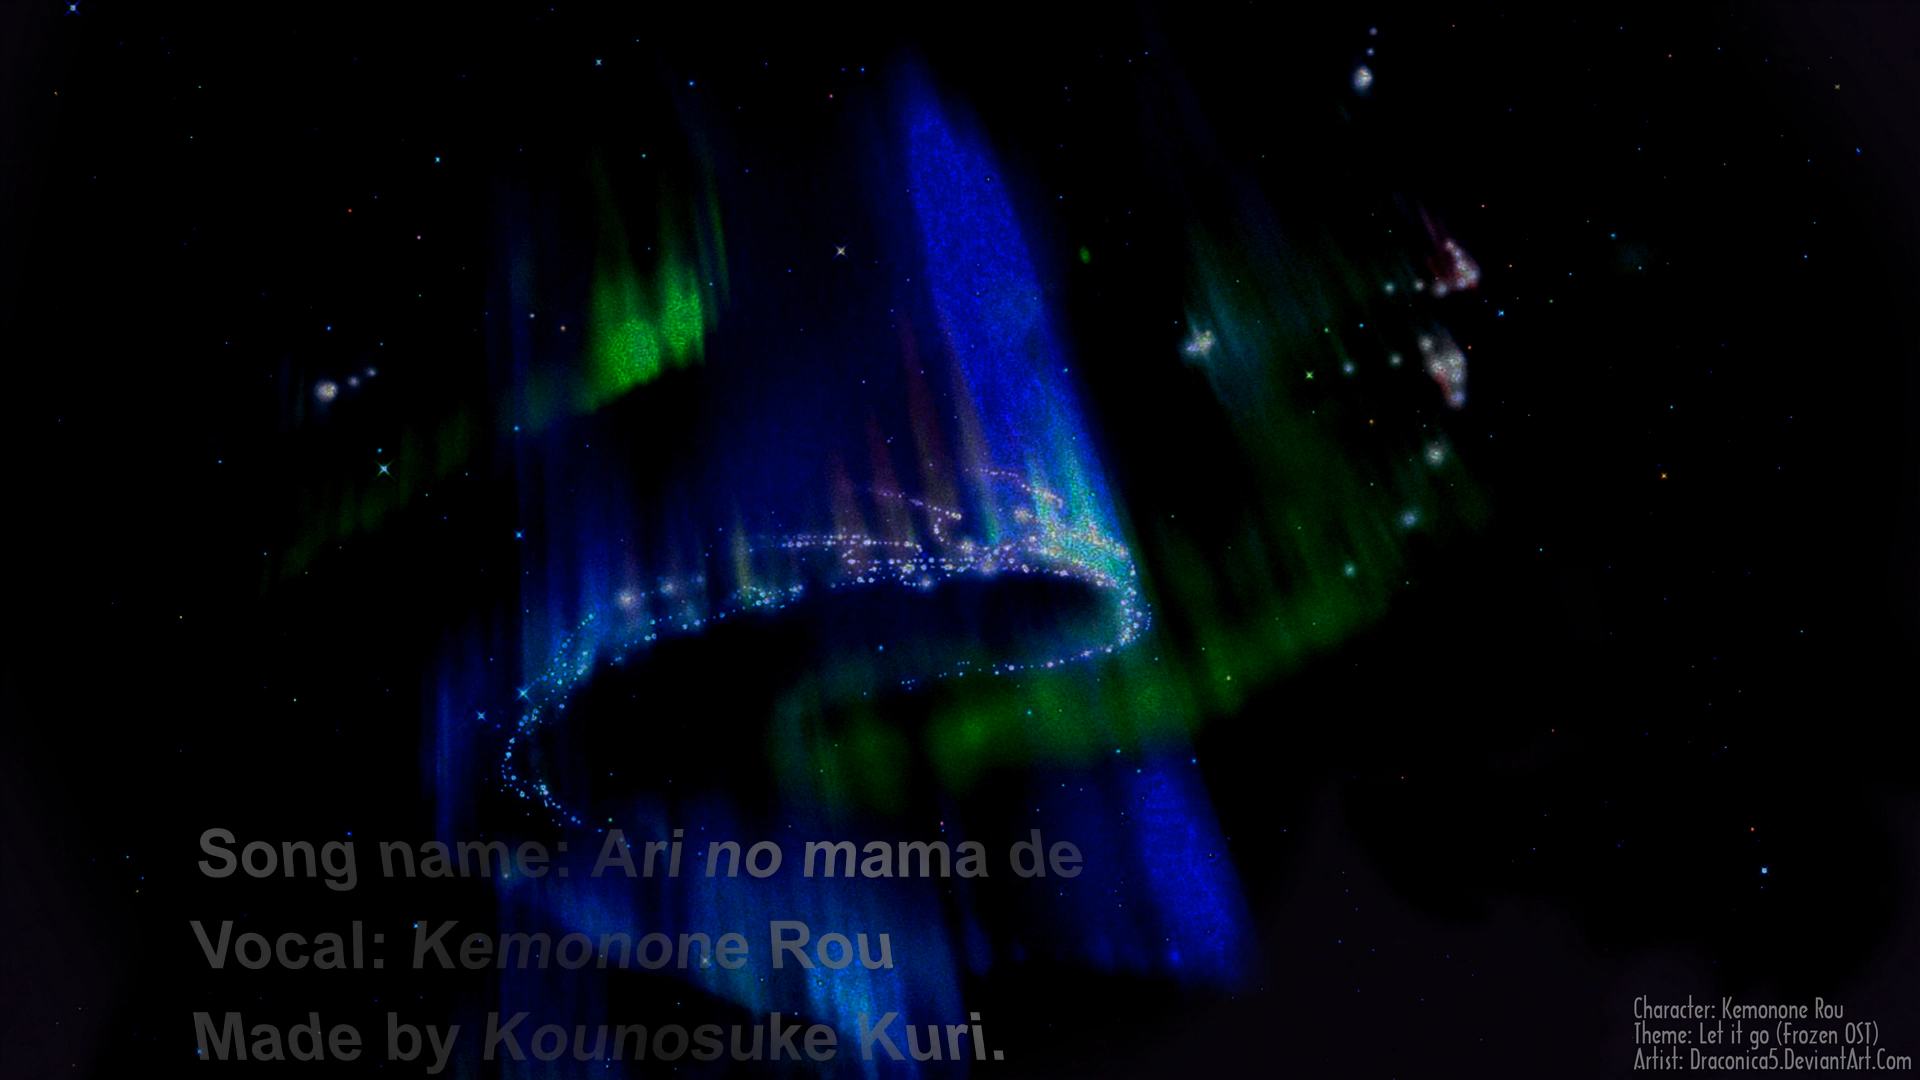 Song name: Ari no mama de
Vocal: Kemonone Rou
Made by Kounosuke Kuri.
Character: Kemonone Rou
Theme: Let it go (Frozen OST)
Artist: Draconica5.DeviantArt.Com